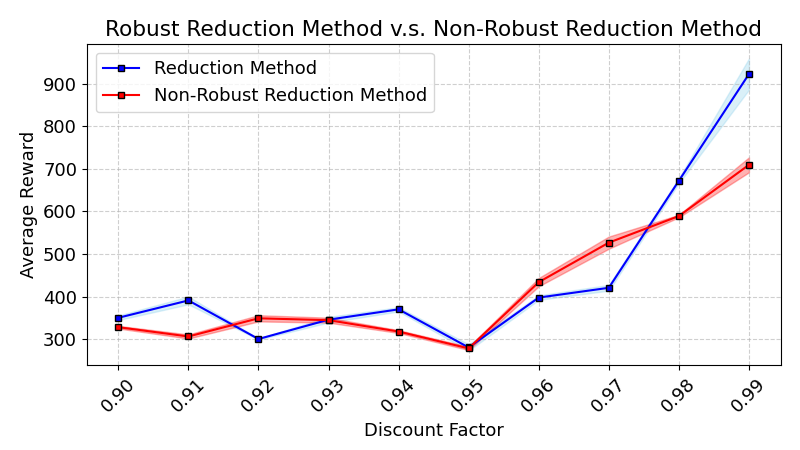 Robust Reduction Method v.s. Non-Robust Reduction Method
Reduction Method
Non-Robust Reduction Method
Average Reward
900
800
700
600
500
400
300
0.90 0.91 0.92 0.93 0.94 0.95 0.96 0.97 0.98 0.99
Discount Factor